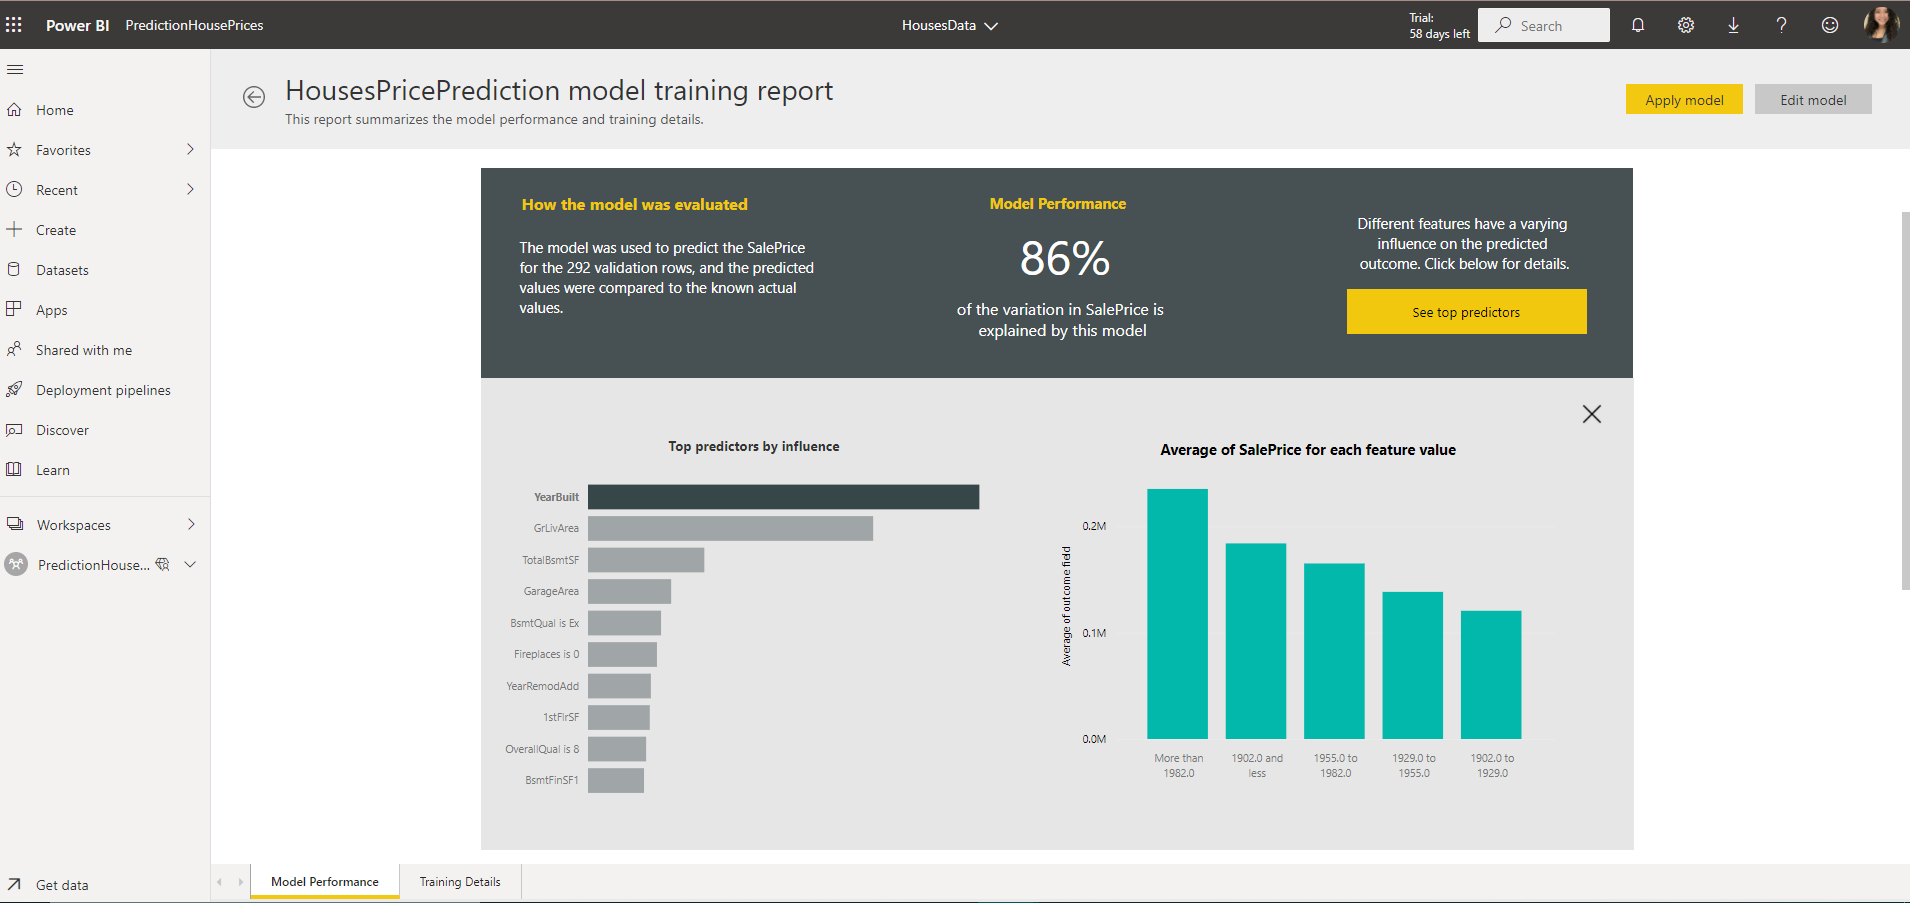 Power BI PredictionHousePrices
HousesData
Trial:
58 days left
Search
Home
Favorites
Recent
Create
Datasets
Apps
Shared with me
Deployment pipelines
Discover
Learn
Workspaces
PredictionHouse...
Get data
HousesPricePrediction model training report
This report summarizes the model performance and training details.
Apply model
Edit model
How the model was evaluated
The model was used to predict the SalePrice
for the 292 validation rows, and the predicted
values were compared to the known actual
values.
Model Performance
86%
of the variation in SalePrice is
explained by this model
Different features have a varying
influence on the predicted
outcome. Click below for details.
See top predictors
Top predictors by influence
YearBuilt
GrLivArea
TotalBsmtSF
GarageArea
BsmtQual is Ex
Fireplaces is 0
YearRemodAdd
1stFlrSF
OverallQual is 8
BsmtFinSF1
Average of SalePrice for each feature value
Average of outcome field
0.2M
0.1M
0.0M
More than
1982.0
1902.0 and
less
1955.0 to
1982.0
1929.0 to
1955.0
1902.0 to
1929.0
Model Performance
Training Details